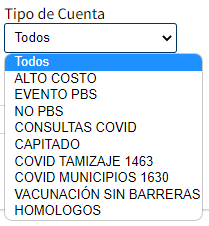 Tipo de Cuenta
Todos
Todos
ALTO COSTO
EVENTO PBS
NO PBS
CONSULTAS COVID
CAPITADO
COVID TAMIZAJE 1463
COVID MUNICIPIOS 1630
VACUNACIÓN SIN BARRERAS
HOMOLOGOS